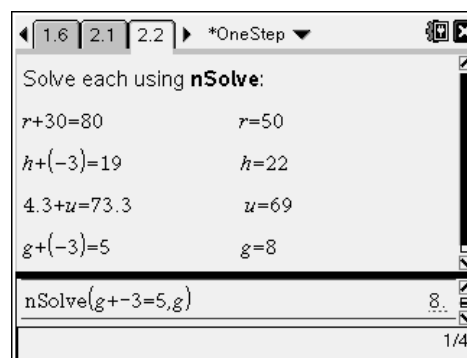 1.6 2.1 2.2 *OneStep
Solve each using nSolve:
r+30=80 r=50
h+(-3)=19 h=22
4.3+u=73.3 u=69
g+(-3)=5 g=8
nSolve(g+-3=5,g) 8.
1/4